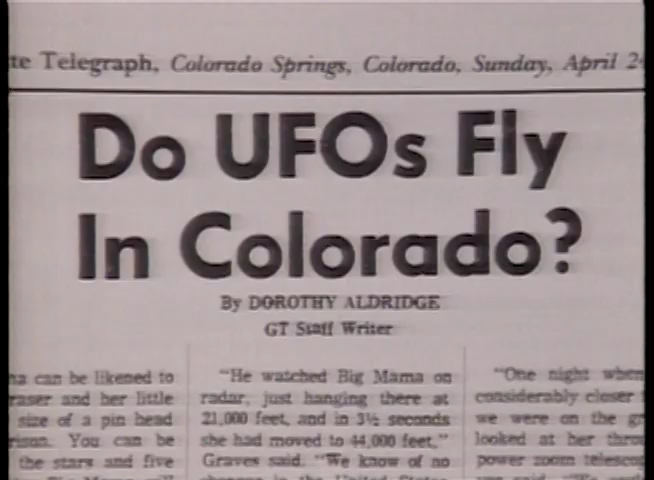 te Telegraph, Colorado Springs, Colorado, Sunday, April 2
Do UFOs Fly
In Colorado?
By DOROTHY ALDRIDGE
GT Staff Writer
na can be likened to
raser and her little
size of a pin head
rison. You can be
the stars and five
"He watched Big Mama on
radar, just hanging there at
21,000 feet, and in 3½ seconds
she had moved to 44,000 feet,"
Graves said. "We know of no
"One night when
considerably closer
we were on the
looked at her
power zoom